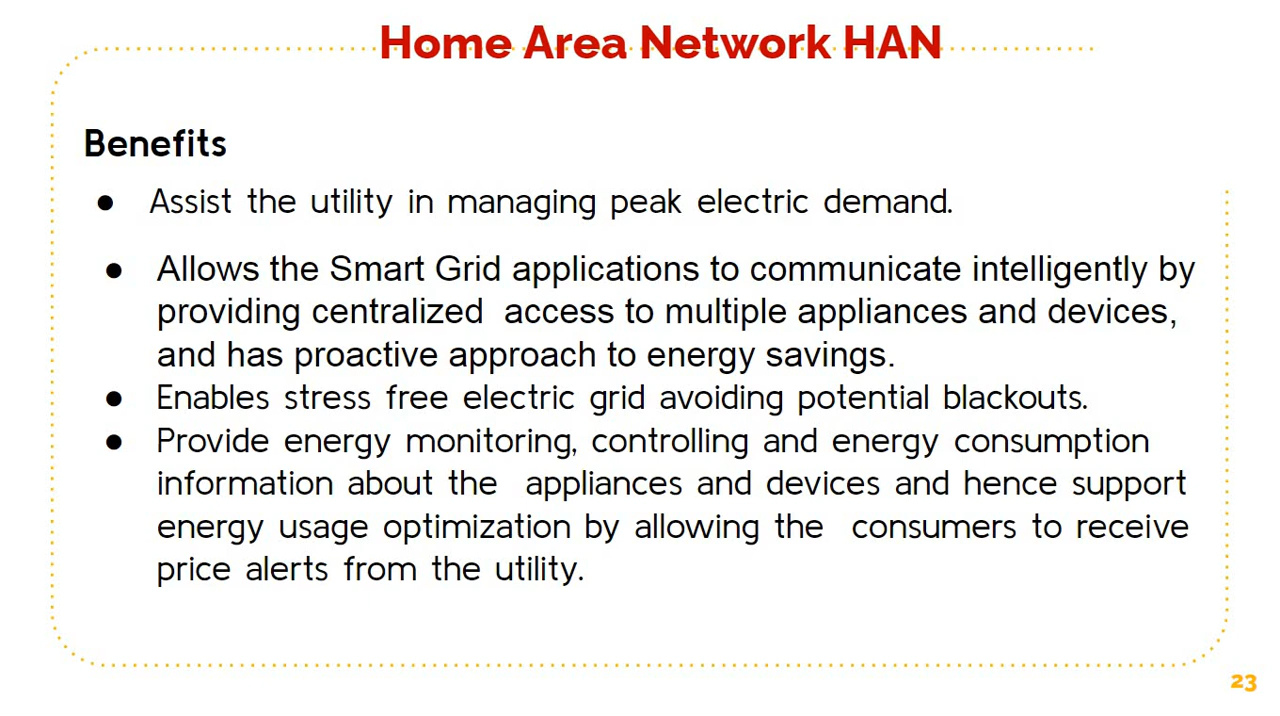 Home Area Network HAN
Benefits
● Assist the utility in managing peak electric demand.
● Allows the Smart Grid applications to communicate intelligently by
providing centralized access to multiple appliances and devices,
and has proactive approach to energy savings.
● Enables stress free electric grid avoiding potential blackouts.
● Provide energy monitoring, controlling and energy consumption
information about the appliances and devices and hence support
energy usage optimization by allowing the consumers to receive
price alerts from the utility.
23